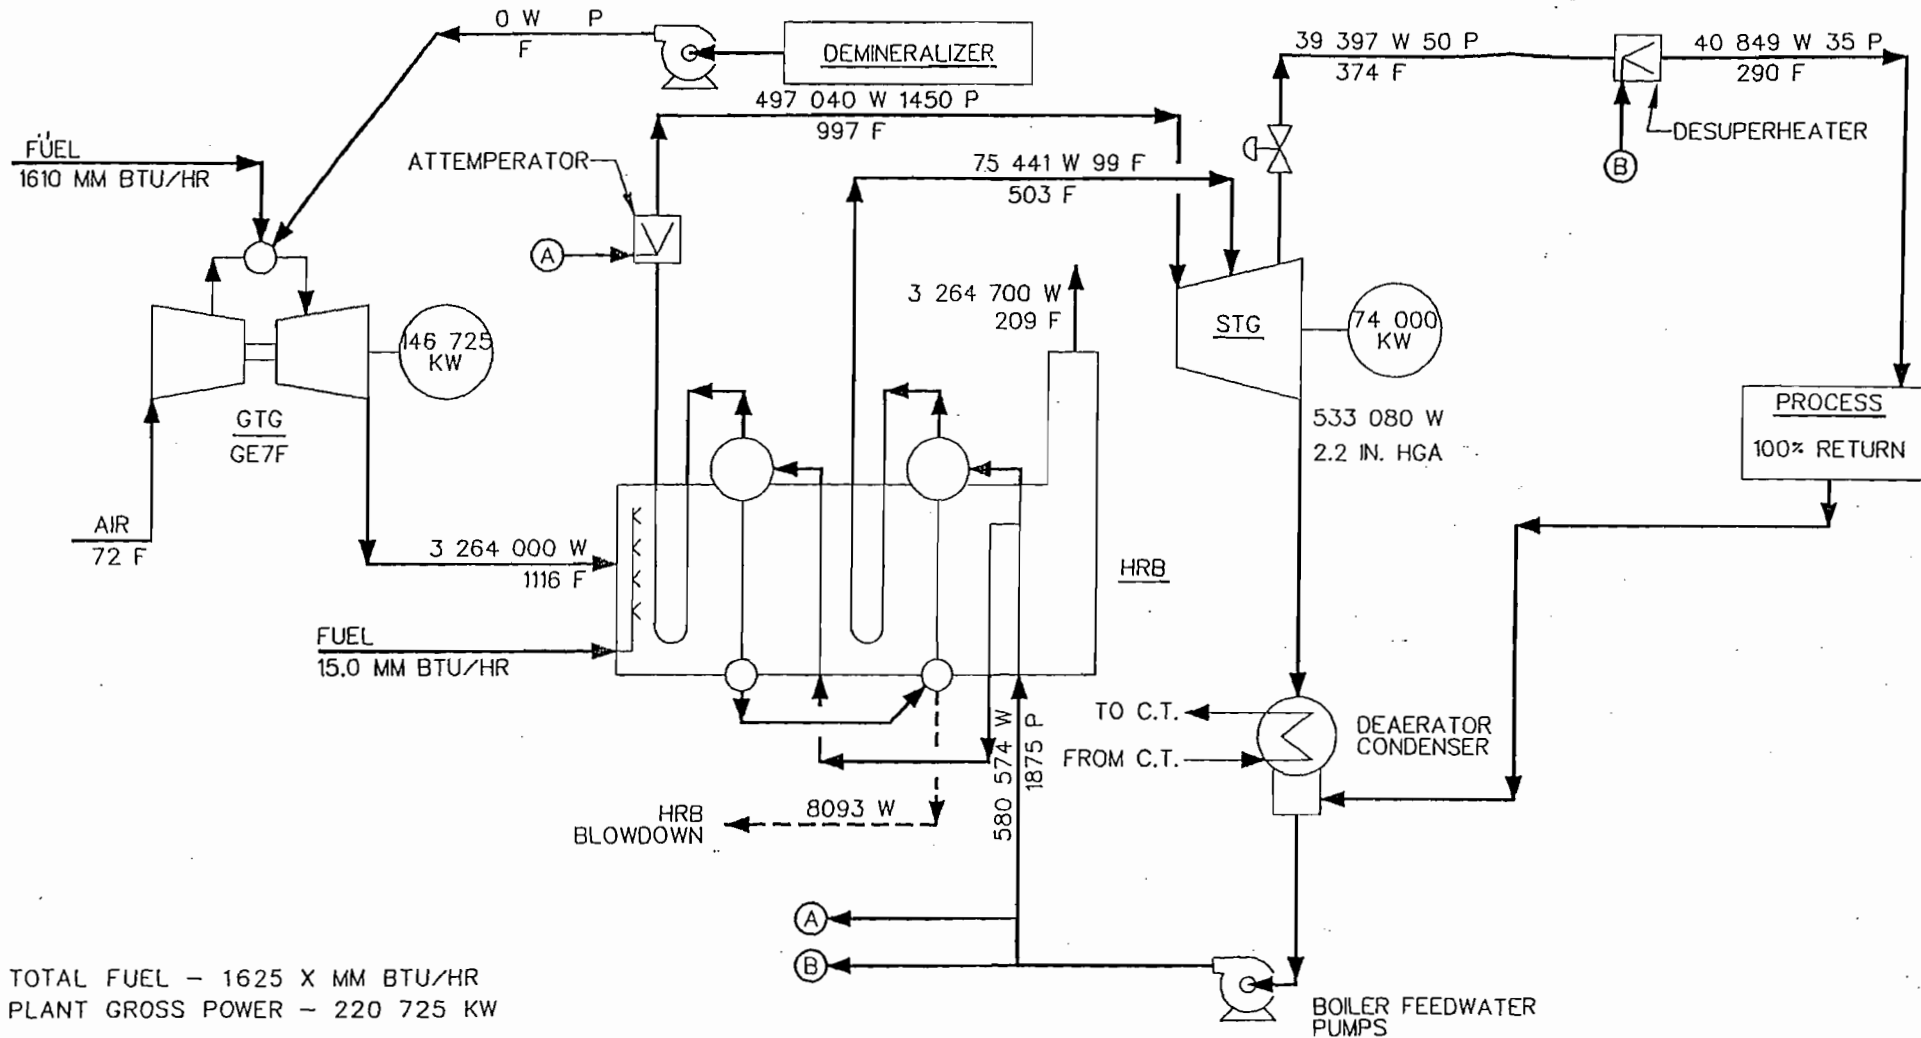 0 W P
F
DEMINERALIZER
39 397 W 50 P
374 F
40 849 W 35 P
290 F
497 040 W 1450 P
997 F
DESUPERHEATER
B
FUEL
1610 MM BTU/HR
ATTEMPERATOR
75 441 W 99 F
503 F
A
3 264 700 W
209 F
STG
74 000
KW
146 725
KW
GTG
GE7F
533 080 W
2.2 IN. HGA
PROCESS
100% RETURN
AIR
72 F
3 264 000 W
1116 F
HRB
FUEL
15.0 MM BTU/HR
TO C.T.
FROM C.T.
DEAERATOR
CONDENSER
580 574 W
1875 P
HRB
BLOWDOWN
8093 W
A
B
TOTAL FUEL - 1625 X MM BTU/HR
PLANT GROSS POWER - 220 725 KW
BOILER FEEDWATER
PUMPS